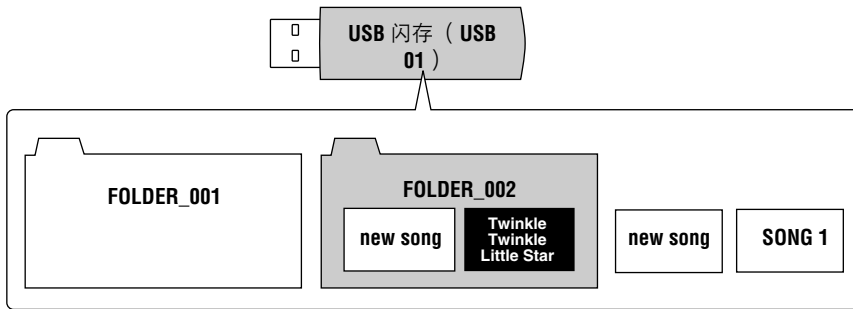 USB 闪存（ USB
01 ）
FOLDER_001
FOLDER_002
new song
Twinkle
Twinkle
Little Star
new song
SONG 1